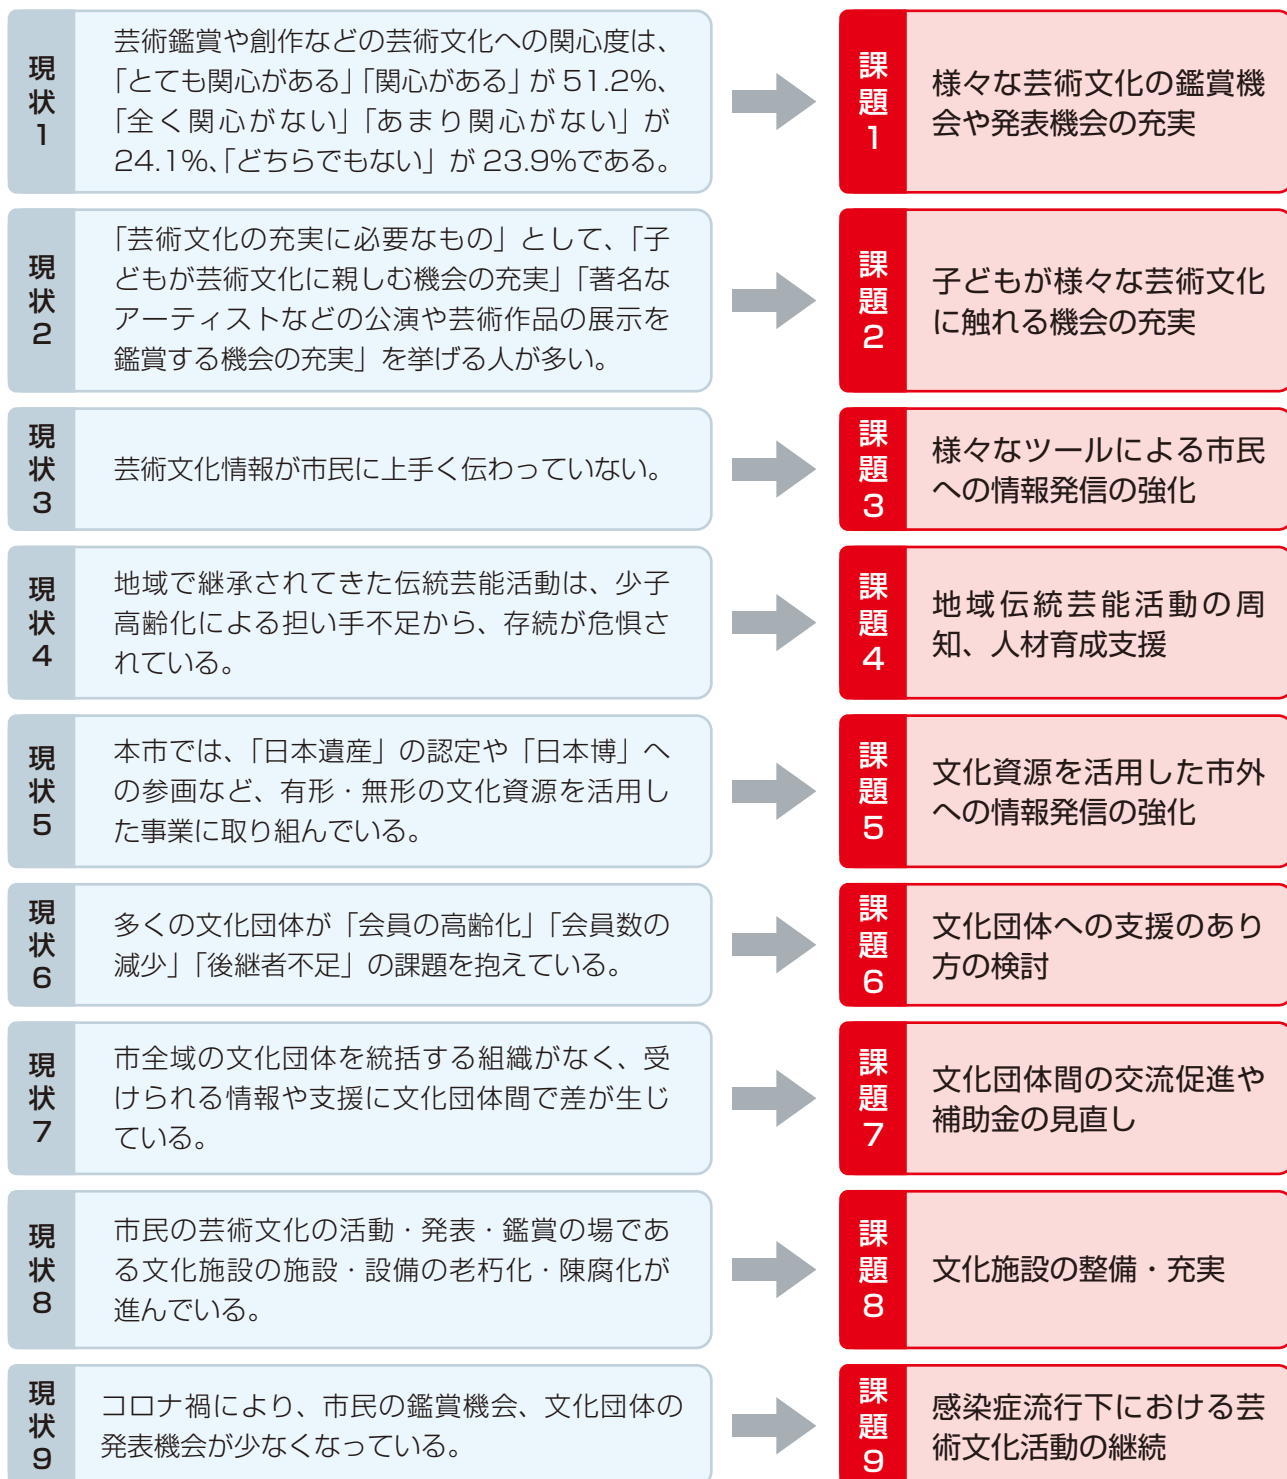 現状1
芸術鑑賞や創作などの芸術文化への関心度は、
「とても関心がある」「関心がある」が 51.2%、
「全く関心がない」「あまり関心がない」が
24.1%、「どちらでもない」が 23.9%である。
課題1
様々な芸術文化の鑑賞機
会や発表機会の充実
現状2
「芸術文化の充実に必要なもの」として、「子
どもが芸術文化に親しむ機会の充実」「著名な
アーティストなどの公演や芸術作品の展示を
鑑賞する機会の充実」を挙げる人が多い。
課題2
子どもが様々な芸術文化
に触れる機会の充実
現状3
芸術文化情報が市民に上手く伝わっていない。
課題3
様々なツールによる市民
への情報発信の強化
現状4
地域で継承されてきた伝統芸能活動は、少子
高齢化による担い手不足から、存続が危惧さ
れている。
課題4
地域伝統芸能活動の周
知、人材育成支援
現状5
本市では、「日本遺産」の認定や「日本博」へ
の参画など、有形・無形の文化資源を活用し
た事業に取り組んでいる。
課題5
文化資源を活用した市外
への情報発信の強化
現状6
多くの文化団体が「会員の高齢化」「会員数の
減少」「後継者不足」の課題を抱えている。
課題6
文化団体への支援のあり
方の検討
現状7
市全域の文化団体を統括する組織がなく、受
けられる情報や支援に文化団体間で差が生じ
ている。
課題7
文化団体間の交流促進や
補助金の見直し
現状8
市民の芸術文化の活動・発表・鑑賞の場であ
る文化施設の施設・設備の老朽化・陳腐化が
進んでいる。
課題8
文化施設の整備・充実
現状9
コロナ禍により、市民の鑑賞機会、文化団体の
発表機会が少なくなっている。
課題9
感染症流行下における芸
術文化活動の継続